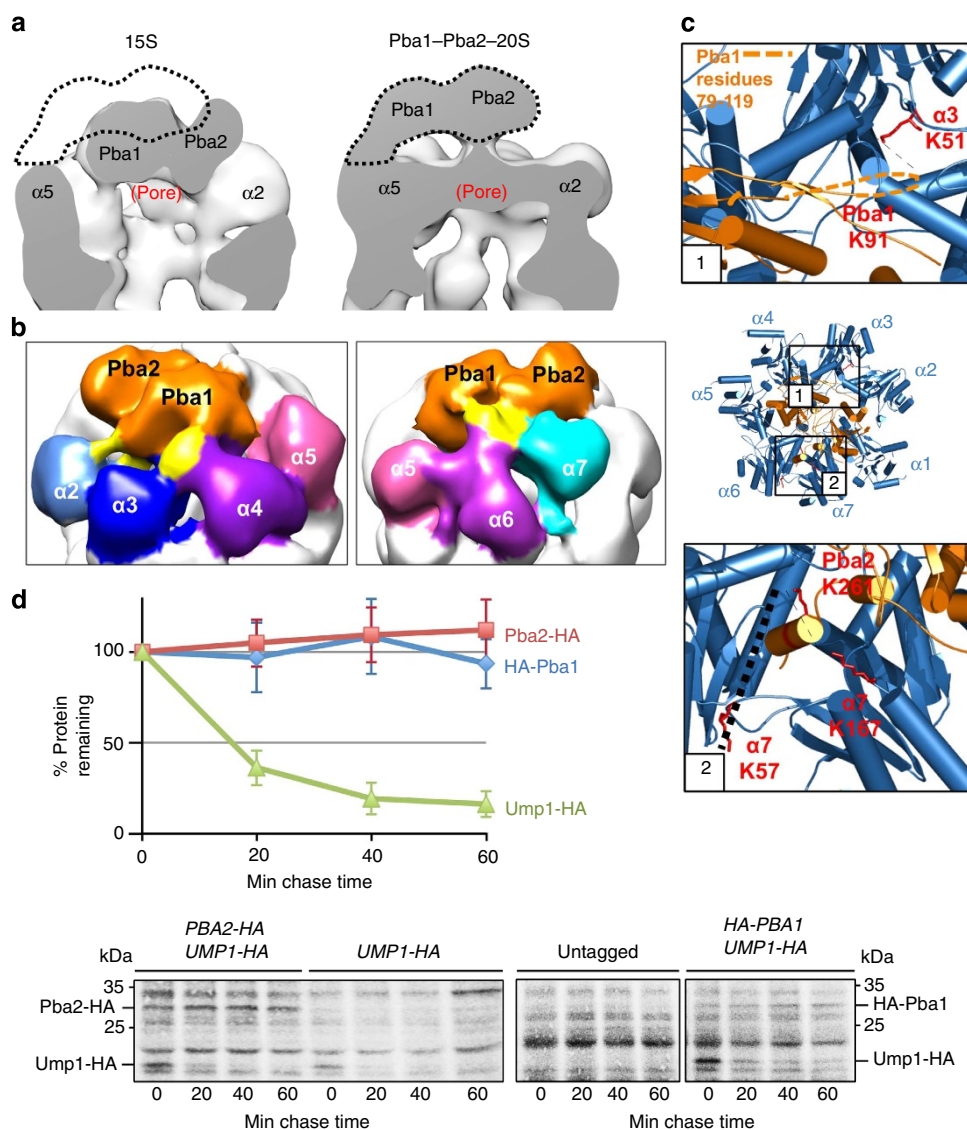 a
15S
Pba1
Pba2
α5
(Pore)
α2
Pba1–Pba2–20S
Pba1
Pba2
α5
(Pore)
α2
b
Pba2
Pba1
α2
α3
α4
α5
Pba1
Pba2
α5
α6
α7
c
Pba1
residues
79-119
α3
K51
Pba1
K91
1
α4
α3
α5
α2
1
α6
α1
2
α7
Pba2
K261
α7
K167
α7
K57
2
d
% Protein
remaining
100
50
0
0
20
40
60
Min chase time
Pba2-HA
HA-Pba1
Ump1-HA
kDa
PBA2-HA
UMP1-HA
UMP1-HA
Untagged
HA-PBA1
UMP1-HA
kDa
35
Pba2-HA
25
Ump1-HA
35
HA-Pba1
25
Ump1-HA
0 20 40 60 0 20 40 60
Min chase time
0 20 40 60 0 20 40 60
Min chase time